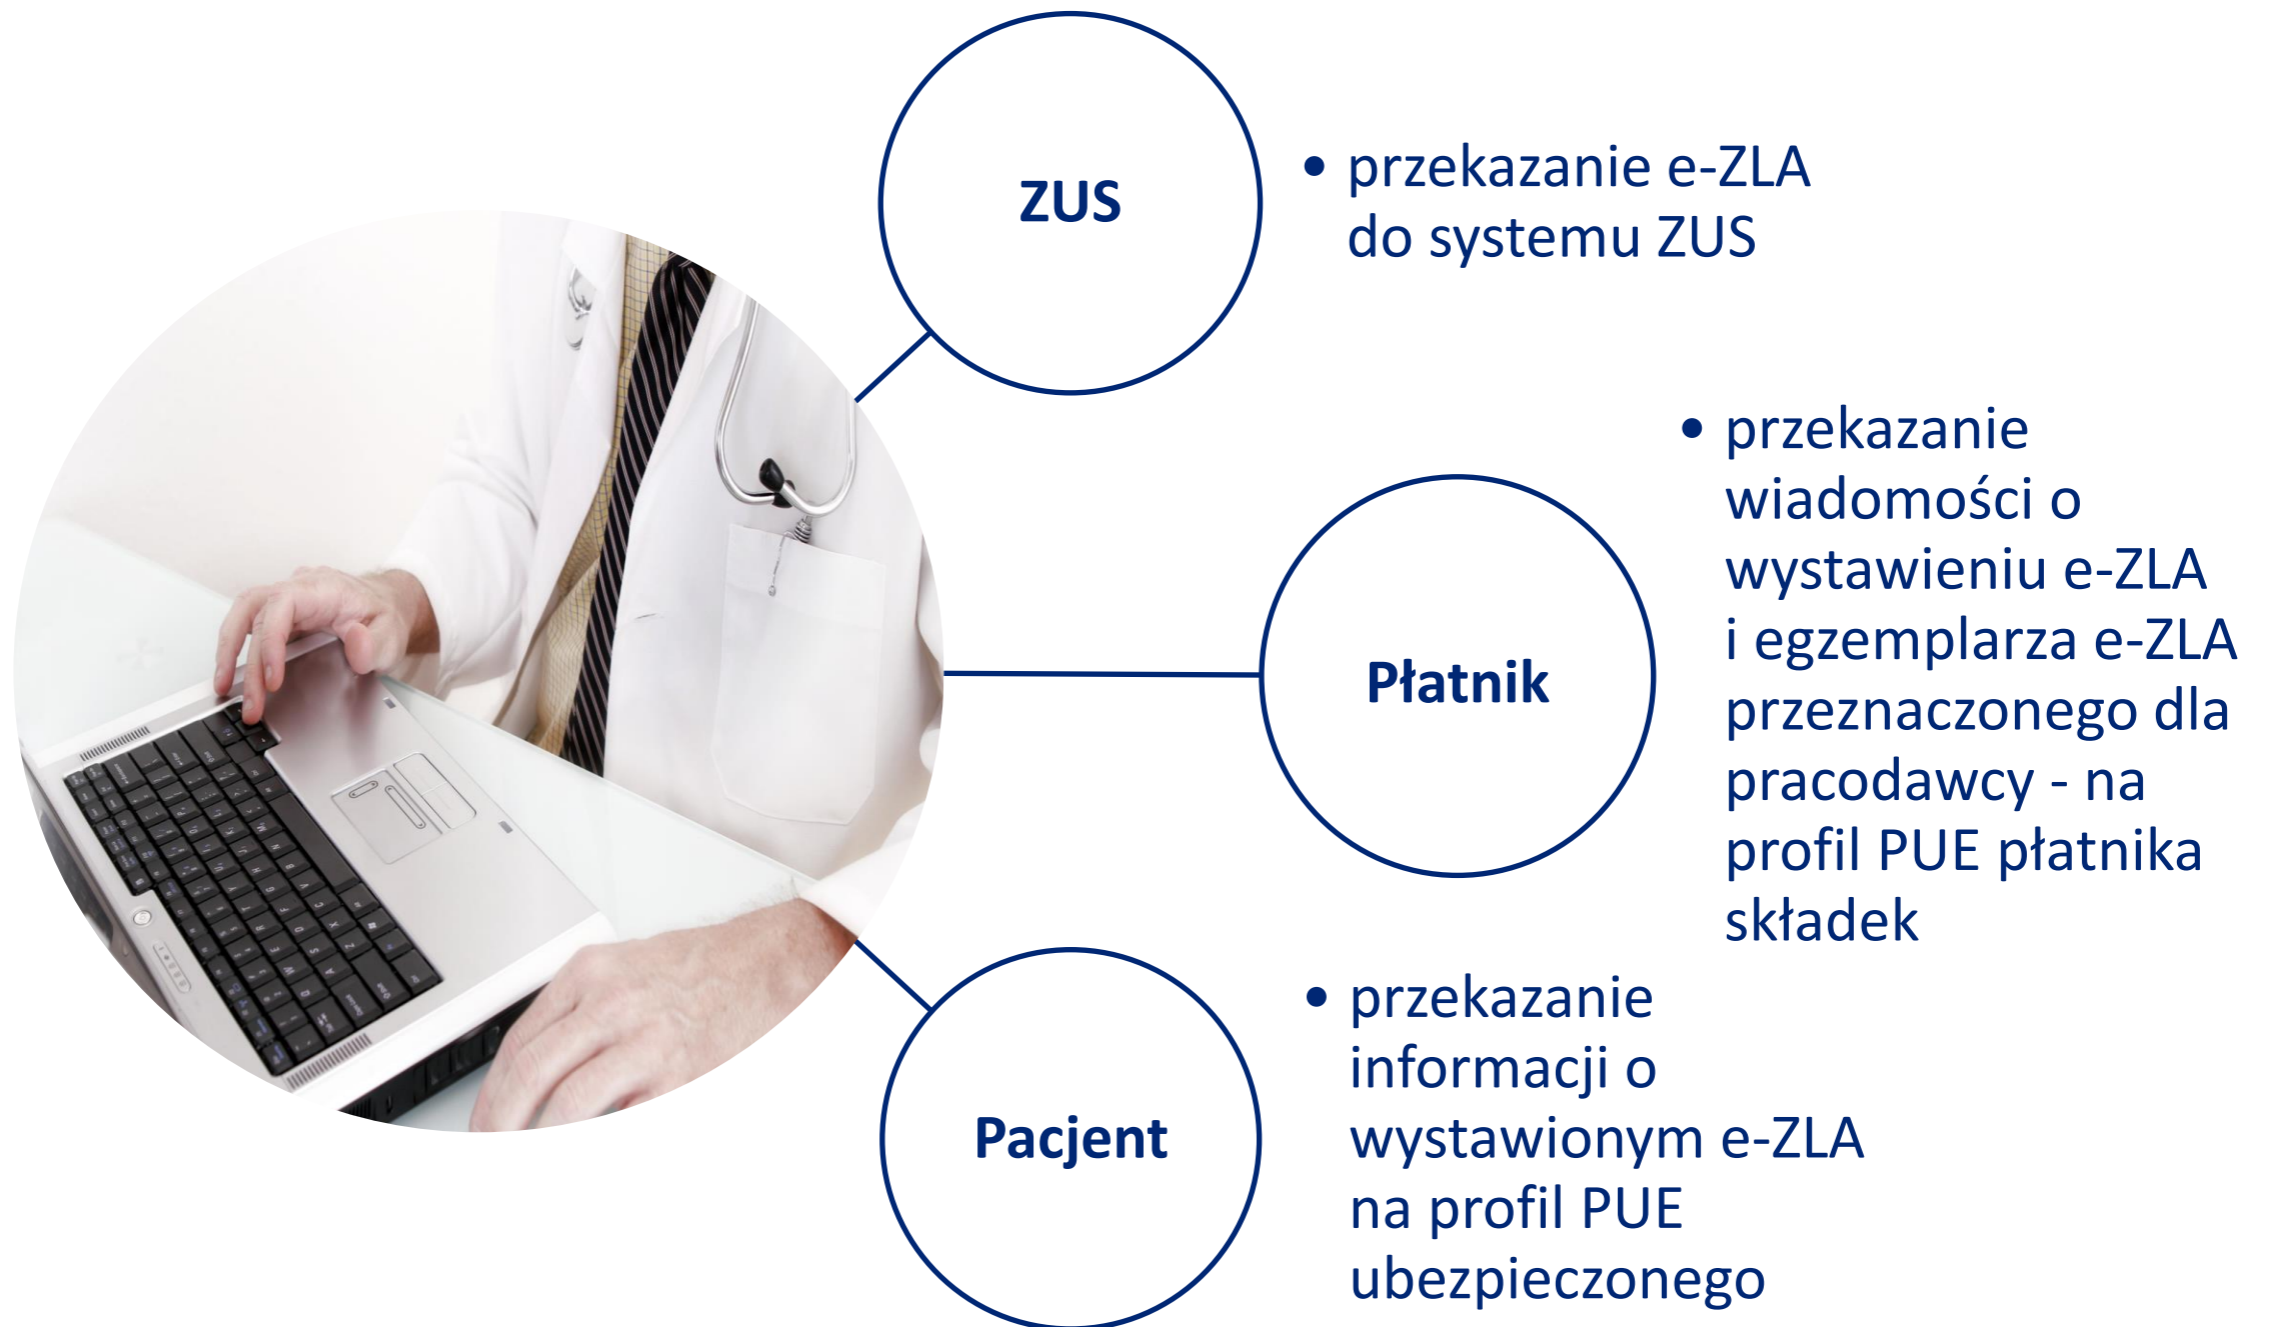 ZUS
• przekazanie e-ZLA
do systemu ZUS
Płatnik
• przekazanie
wiadomości o
wystawieniu e-ZLA
i egzemplarza e-ZLA
przeznaczonego dla
pracodawcy - na
profil PUE płatnika
składek
Pacjent
• przekazanie
informacji o
wystawionym e-ZLA
na profil PUE
ubezpieczonego